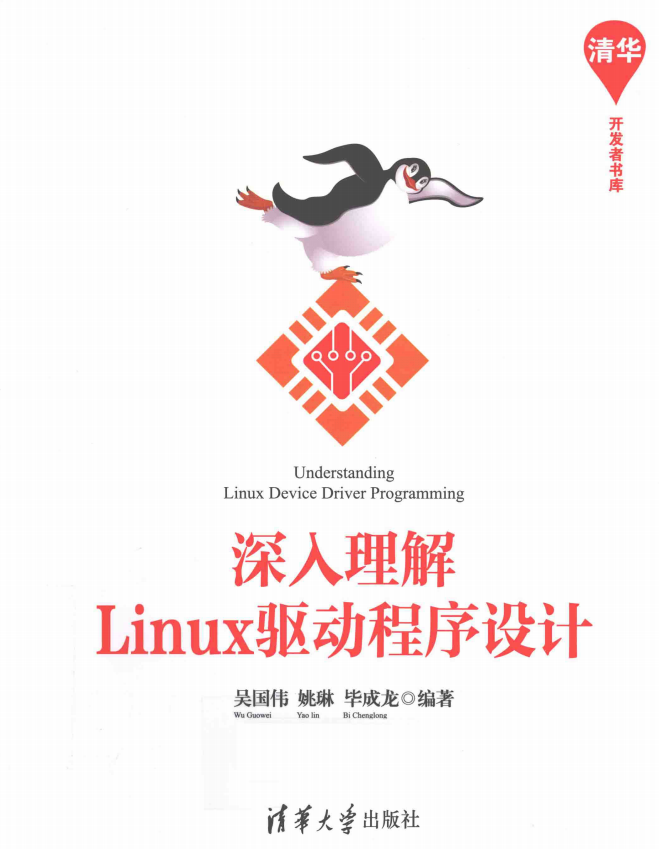 清华
开发者书库
Understanding
Linux Device Driver Programming
深入理解
Linux驱动程序设计
吴国伟 姚琳 毕成龙◎编著
Wu Guowei Yao lin Bi Chenglong
清华大学出版社